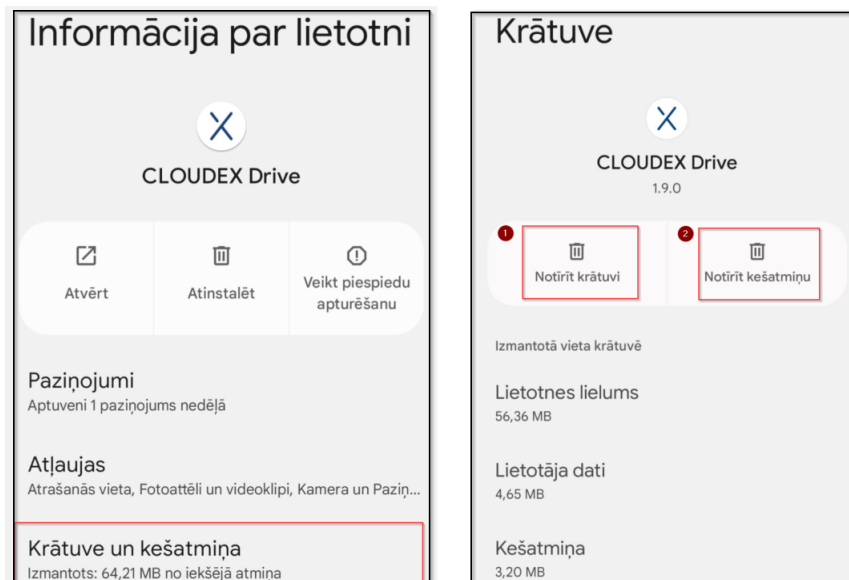 Informācija par lietotni
CLOUDEX Drive
Atvērt
Atinstalēt
Veikt piespiedu
apturēšanu
Paziņojumi
Aptuveni 1 paziņojums nedēļā
Atļaujas
Atrašanās vieta, Fotoattēli un videoklipi, Kamera un Paziņ...
Krātuve un kešatmiņa
Izmantots: 64,21 MB no iekšējā atmiņa
Krātuve
CLOUDEX Drive
1.9.0
1
Notīrīt krātuvi
2
Notīrīt kešatmiņu
Izmantotā vieta krātuvē
Lietotnes lielums
56,36 MB
Lietotāja dati
4,65 MB
Kešatmiņa
3,20 MB